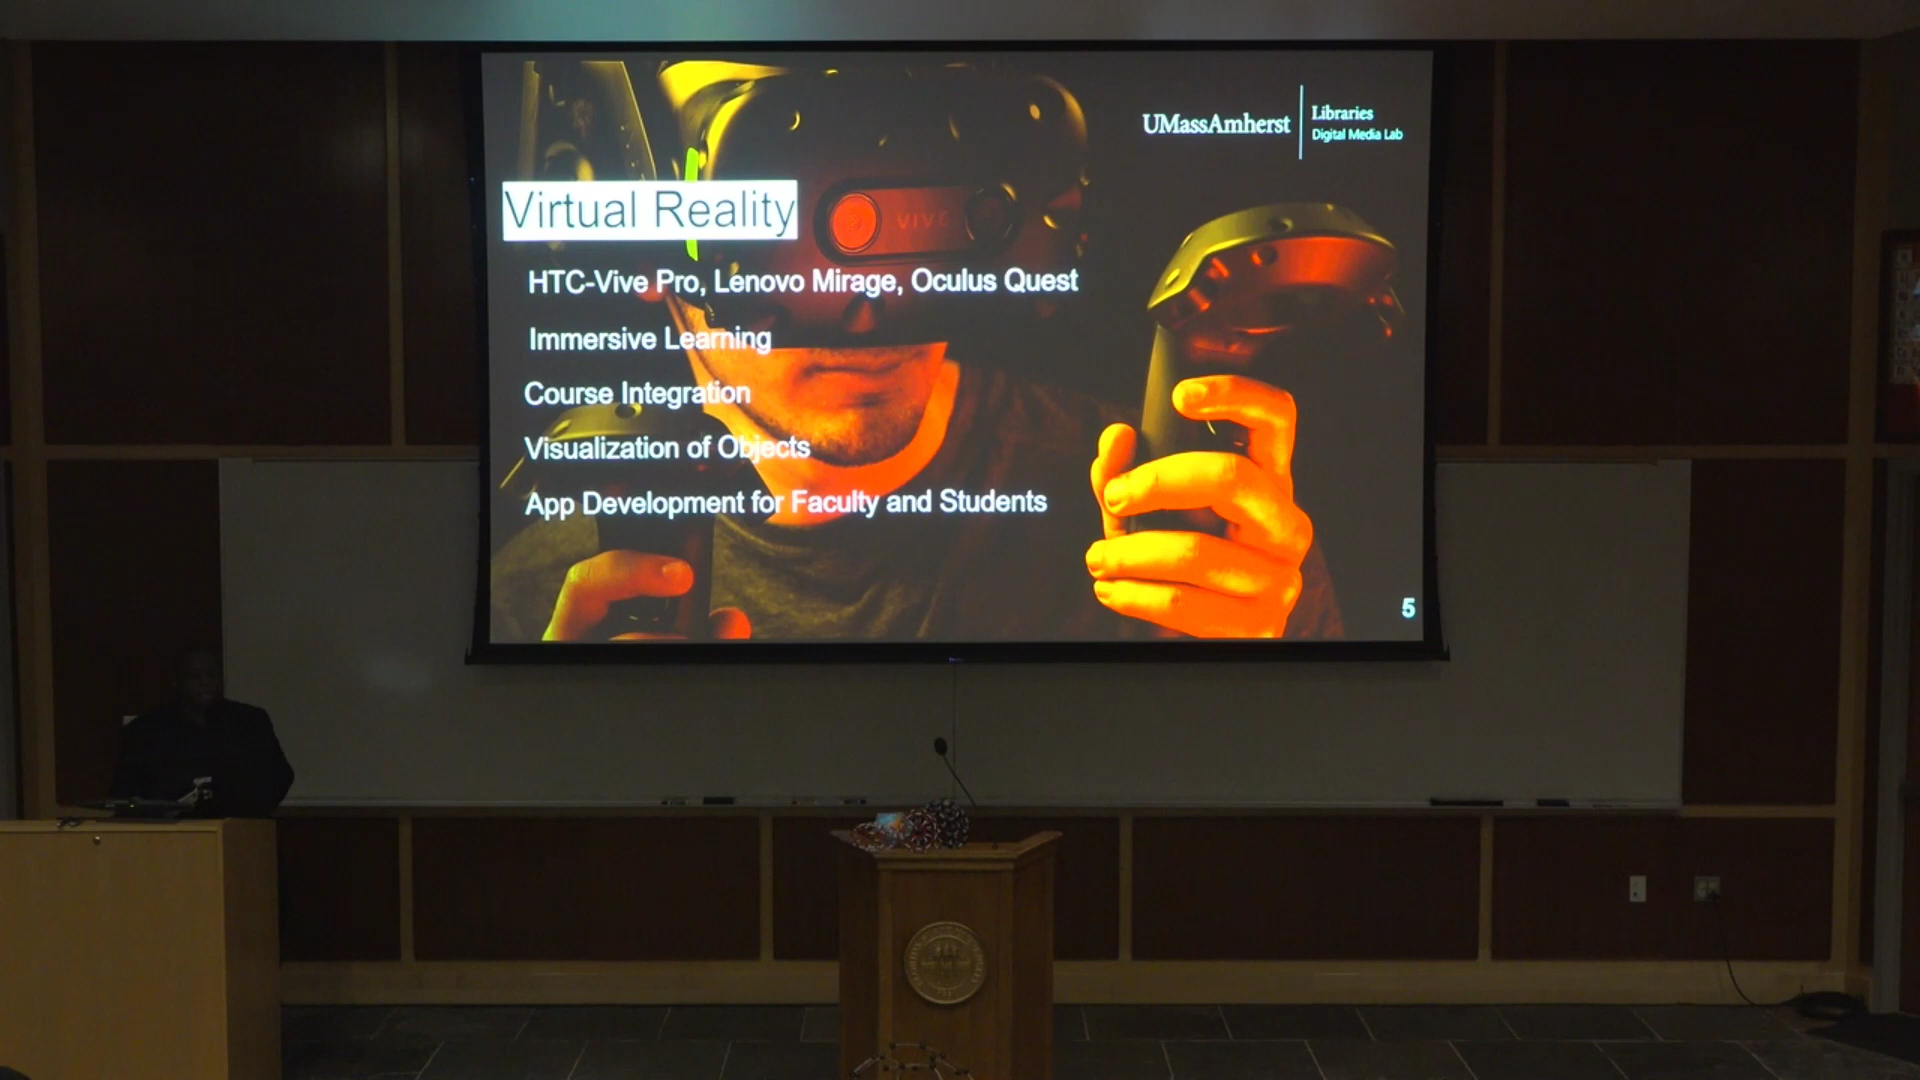 UMassAmherst
Libraries
Digital Media Lab
Virtual Reality
VIVE
HTC-Vive Pro, Lenovo Mirage, Oculus Quest
Immersive Learning
Course Integration
Visualization of Objects
App Development for Faculty and Students
5